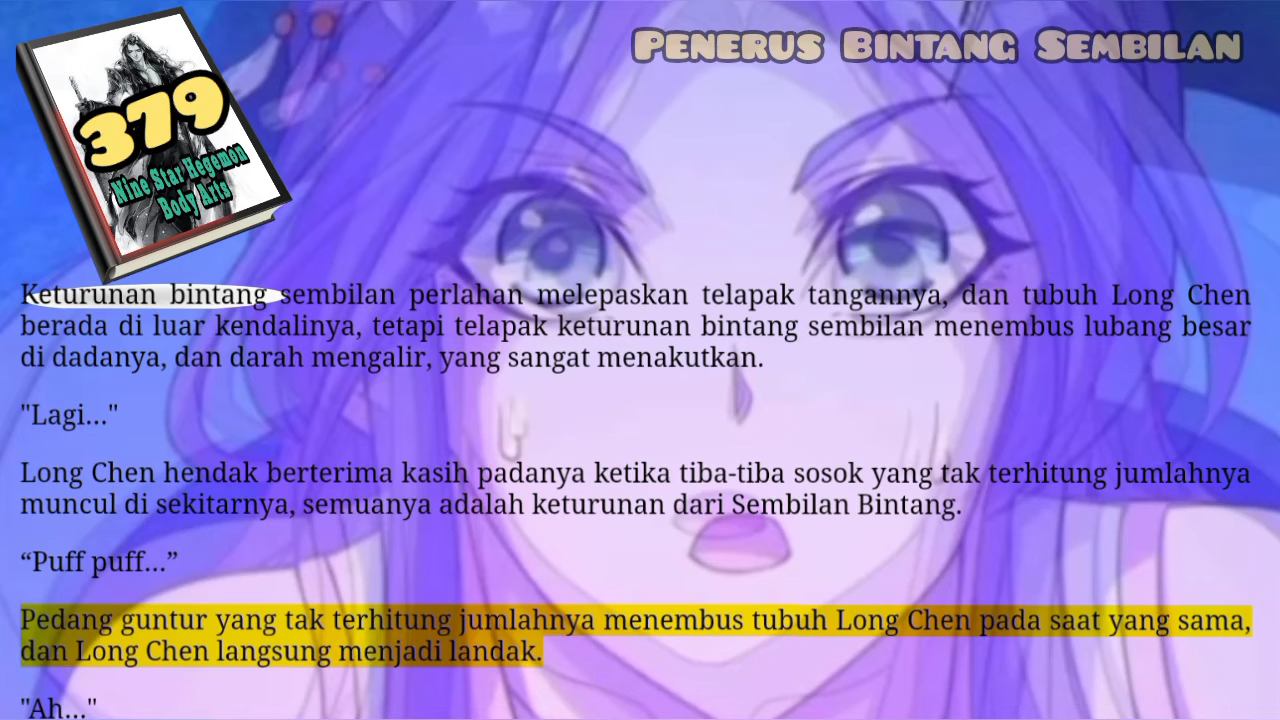 Penerus Bintang Sembilan
379
Nine Star Hegemon
Body Arts
Keturunan bintang sembilan perlahan melepaskan telapak tangannya, dan tubuh Long Chen
berada di luar kendalinya, tetapi telapak keturunan bintang sembilan menembus lubang besar
di dadanya, dan darah mengalir, yang sangat menakutkan.
"Lagi..."
Long Chen hendak berterima kasih padanya ketika tiba-tiba sosok yang tak terhitung jumlahnya
muncul di sekitarnya, semuanya adalah keturunan dari Sembilan Bintang.
“Puff puff...”
Pedang guntur yang tak terhitung jumlahnya menembus tubuh Long Chen pada saat yang sama,
dan Long Chen langsung menjadi landak.
"Ah..."